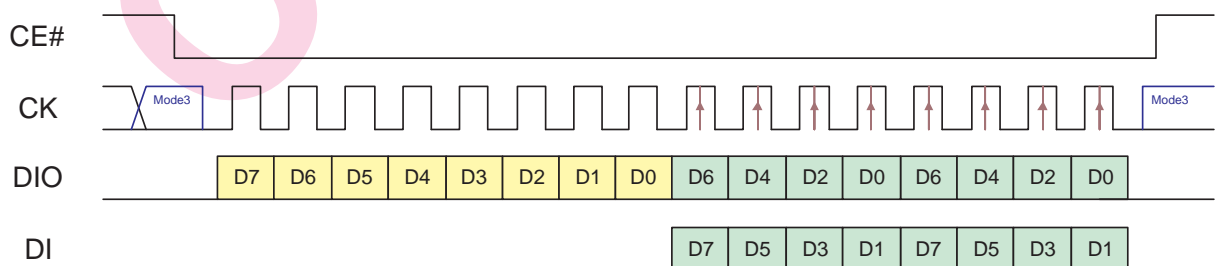 CE#
CK Mode3 Mode3
DIO D7 D6 D5 D4 D3 D2 D1 D0 D6 D4 D2 D0 D6 D4 D2 D0
DI D7 D5 D3 D1 D7 D5 D3 D1